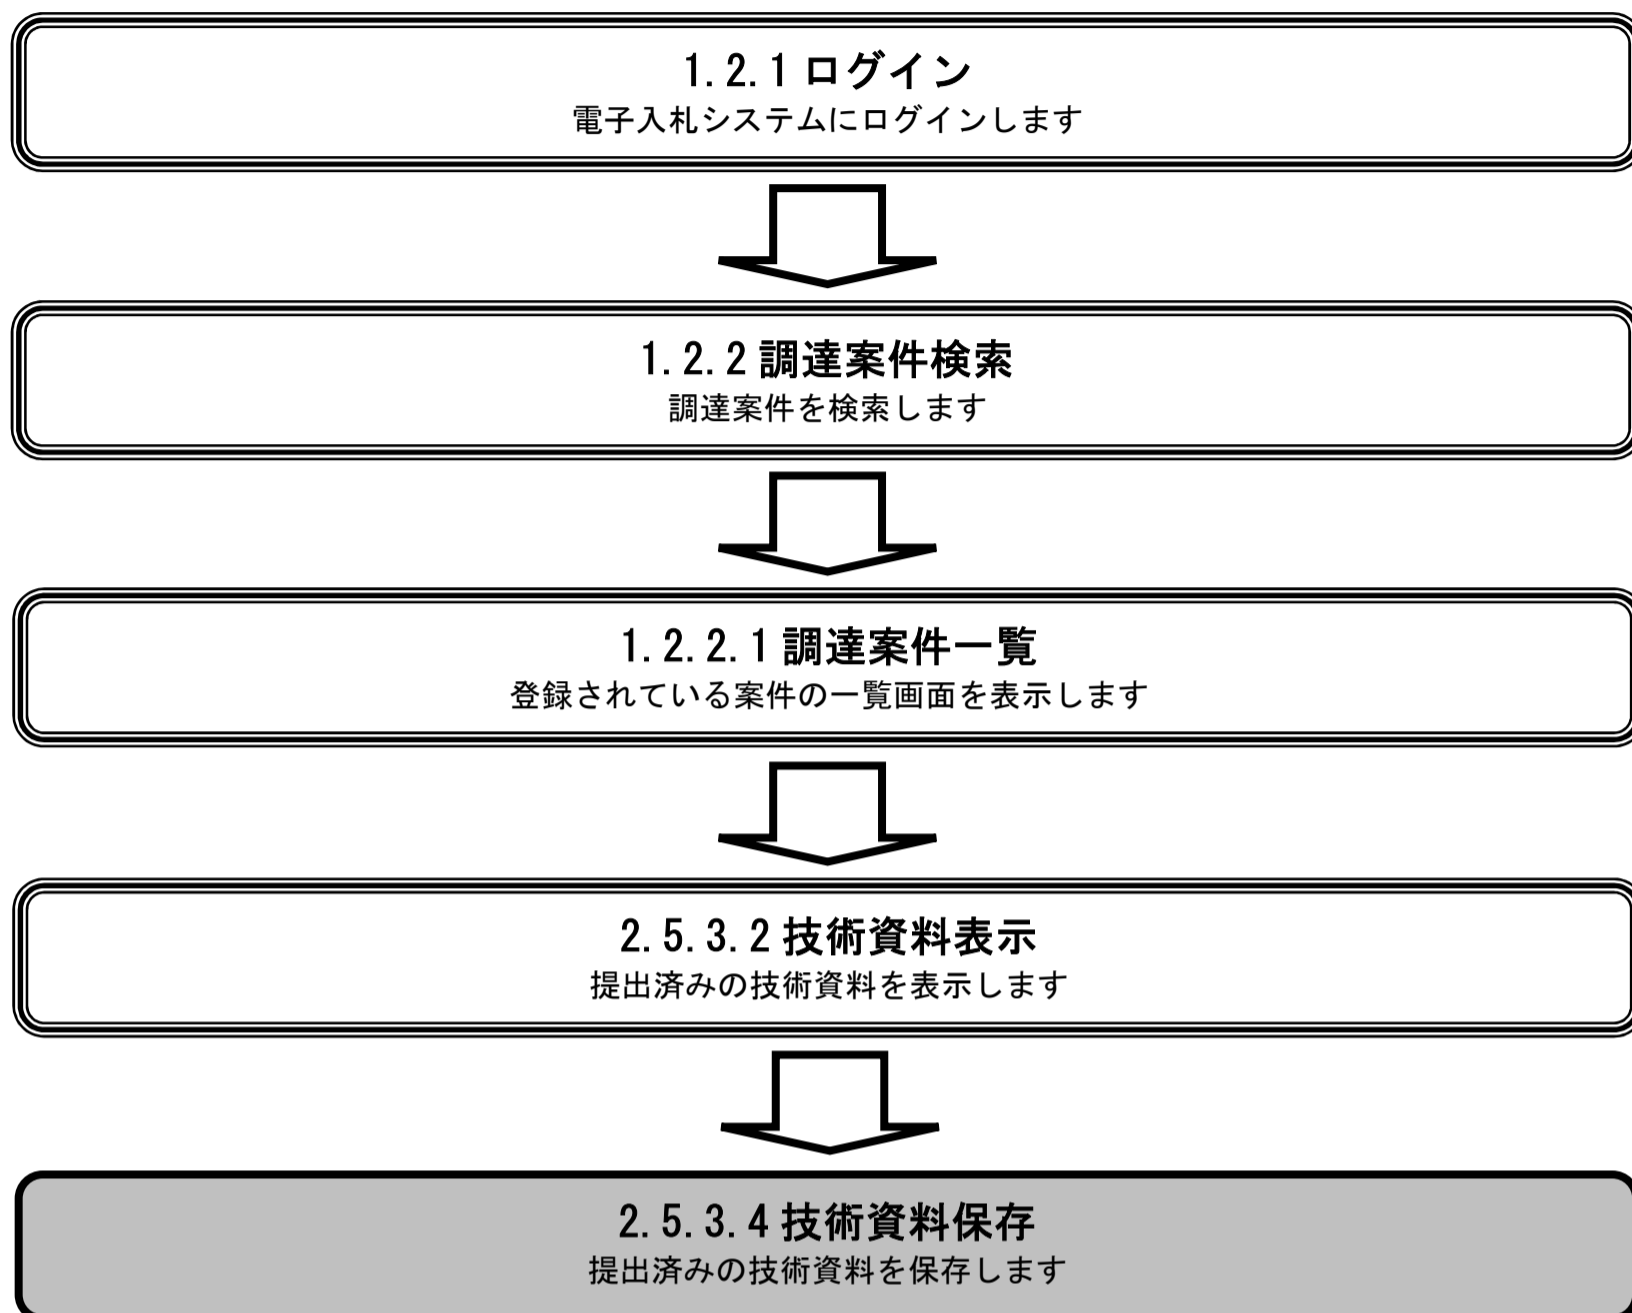 1.2.1 ログイン
電子入札システムにログインします
1.2.2 調達案件検索
調達案件を検索します
1.2.2.1 調達案件一覧
登録されている案件の一覧画面を表示します
2.5.3.2 技術資料表示
提出済みの技術資料を表示します
2.5.3.4 技術資料保存
提出済みの技術資料を保存します